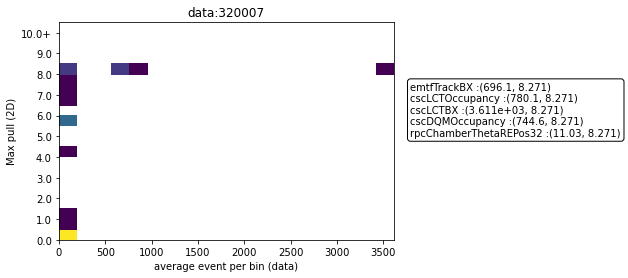 data:320007
10.0+
9.0
8.0
7.0
6.0
5.0
4.0
3.0
2.0
1.0
0.0
Max pull (2D)
0 500 1000 1500 2000 2500 3000 3500
average event per bin (data)
emtfTrackBX :(696.1, 8.271)
cscLCTOccupancy :(780.1, 8.271)
cscLCTBX :(3.611e+03, 8.271)
cscDQMOccupancy :(744.6, 8.271)
rpcChamberThetaREPos32 :(11.03, 8.271)